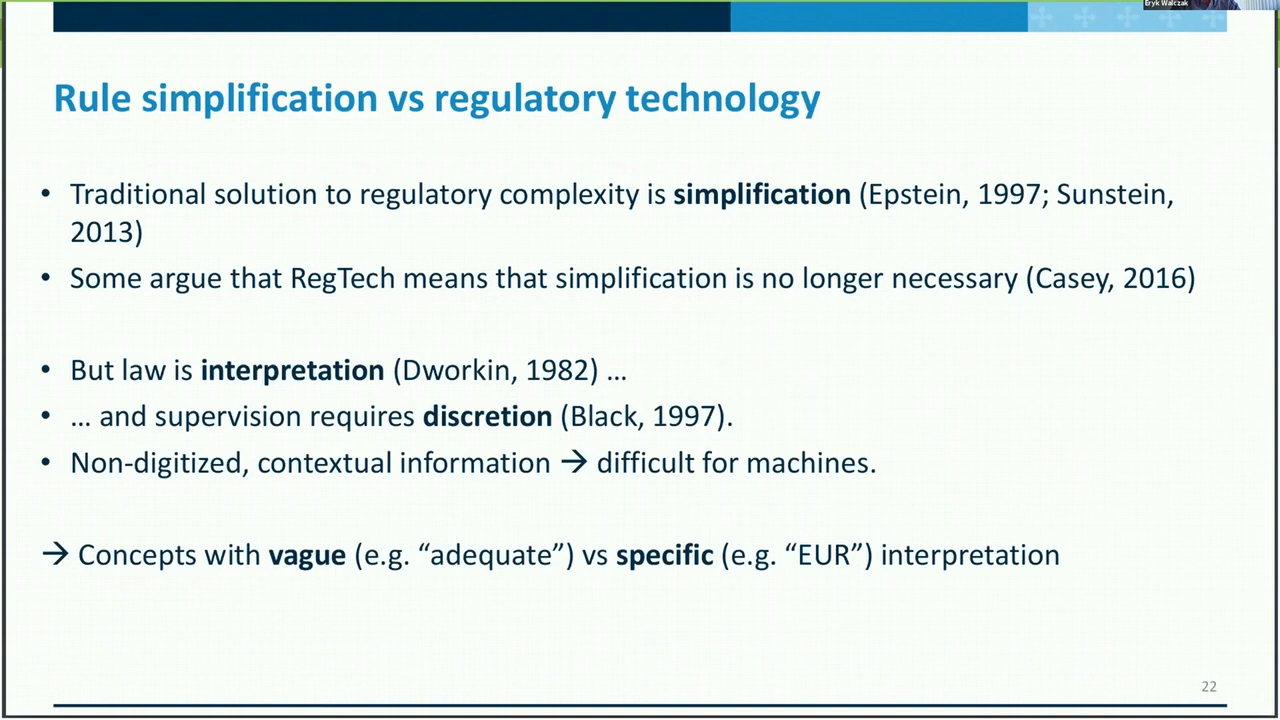 Eryk Walczak
Rule simplification vs regulatory technology
• Traditional solution to regulatory complexity is simplification (Epstein, 1997; Sunstein,
2013)
• Some argue that RegTech means that simplification is no longer necessary (Casey, 2016)
• But law is interpretation (Dworkin, 1982) …
• … and supervision requires discretion (Black, 1997).
• Non-digitized, contextual information → difficult for machines.
→ Concepts with vague (e.g. “adequate”) vs specific (e.g. “EUR”) interpretation
22